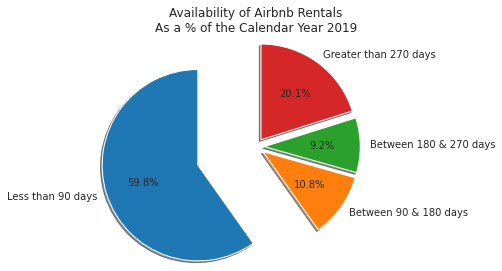 Availability of Airbnb Rentals
As a % of the Calendar Year 2019
Greater than 270 days
20.1%
9.2%
Between 180 & 270 days
59.8%
10.8%
Less than 90 days
Between 90 & 180 days